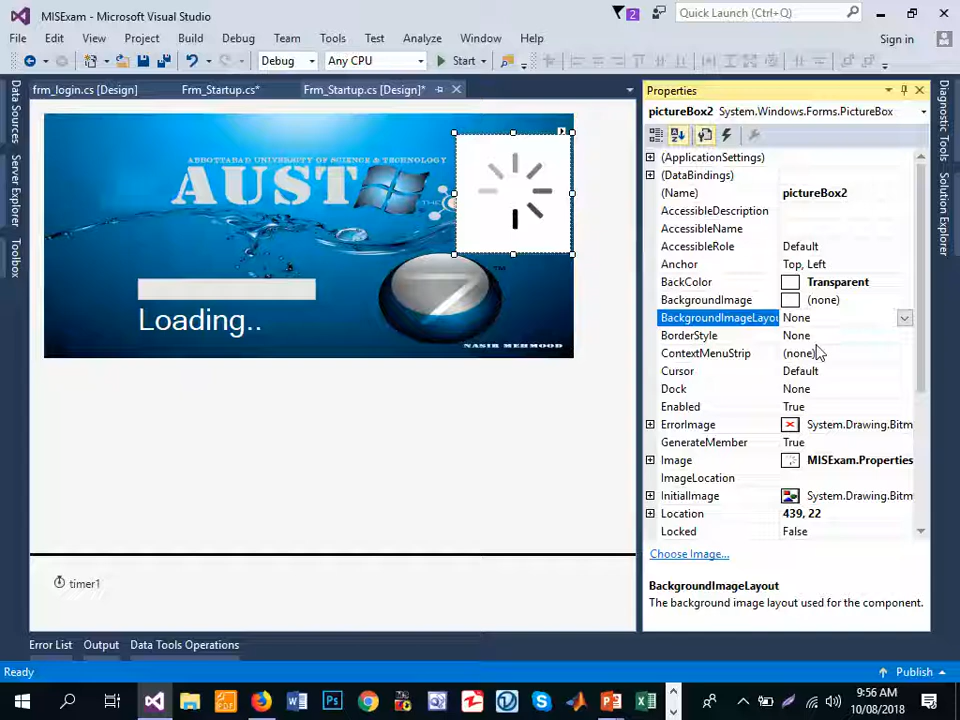 MISExam - Microsoft Visual Studio
2
Quick Launch (Ctrl+Q)
File Edit View Project Build Debug Team Tools Test Analyze Window Help
Sign in
Debug Any CPU Start
Data Sources
Server Explorer
Toolbox
frm_login.cs [Design] Frm_Startup.cs* Frm_Startup.cs [Design]*
ABBOTTABAD UNIVERSITY OF SCIENCE & TECHNOLOGY
AUST
THE
TM
Loading..
NASIR MEHMOOD
timer1
Properties
pictureBox2 System.Windows.Forms.PictureBox
(ApplicationSettings)
(DataBindings)
(Name) pictureBox2
AccessibleDescription
AccessibleName
AccessibleRole Default
Anchor Top, Left
BackColor Transparent
BackgroundImage (none)
BackgroundImageLayou None
BorderStyle None
ContextMenuStrip (none)
Cursor Default
Dock None
Enabled True
ErrorImage System.Drawing.Bitm
GenerateMember True
Image MISExam.Properties
ImageLocation
InitialImage System.Drawing.Bitm
Location 439, 22
Locked False
Choose Image...
BackgroundImageLayout
The background image layout used for the component.
Diagnostic Tools
Solution Explorer
Error List Output Data Tools Operations
Ready
Publish
9:56 AM
10/08/2018